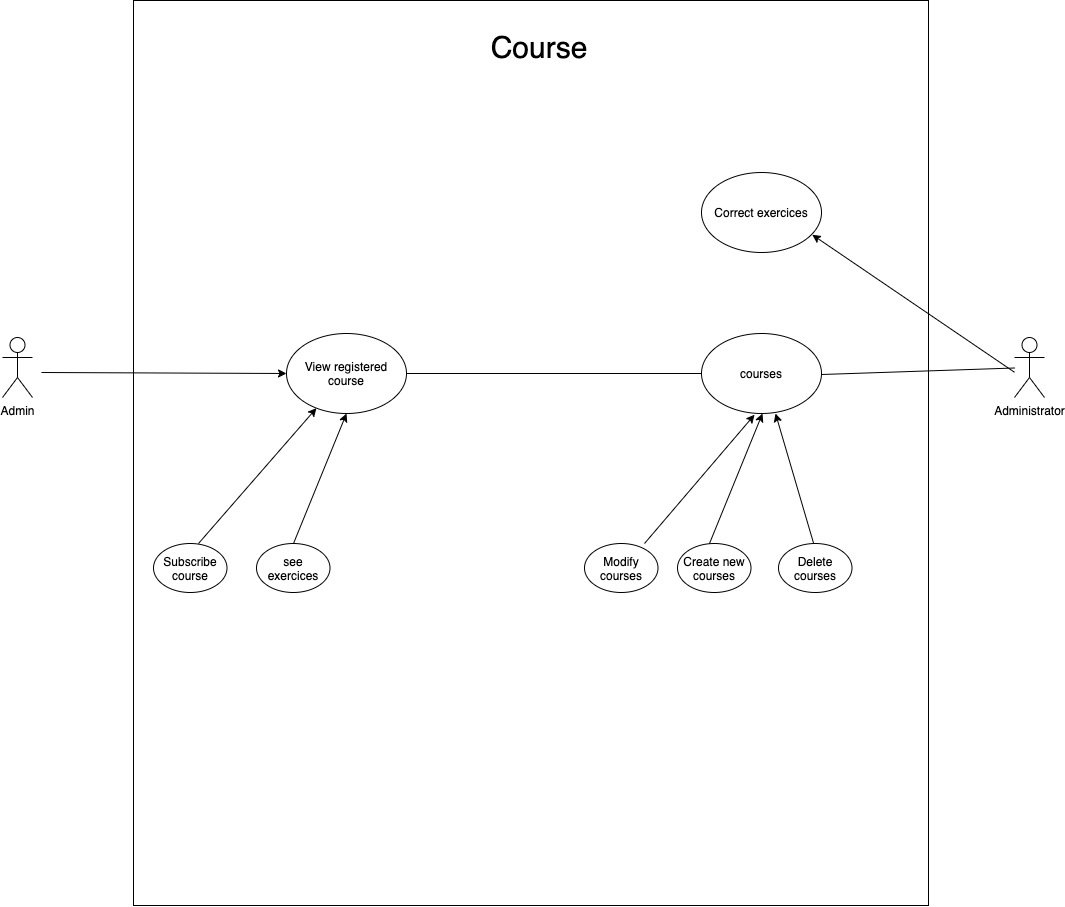 Course
Correct exercices
View registered
course
courses
Admin
Administrator
Subscribe
course
see
exercices
Modify
courses
Create new
courses
Delete
courses